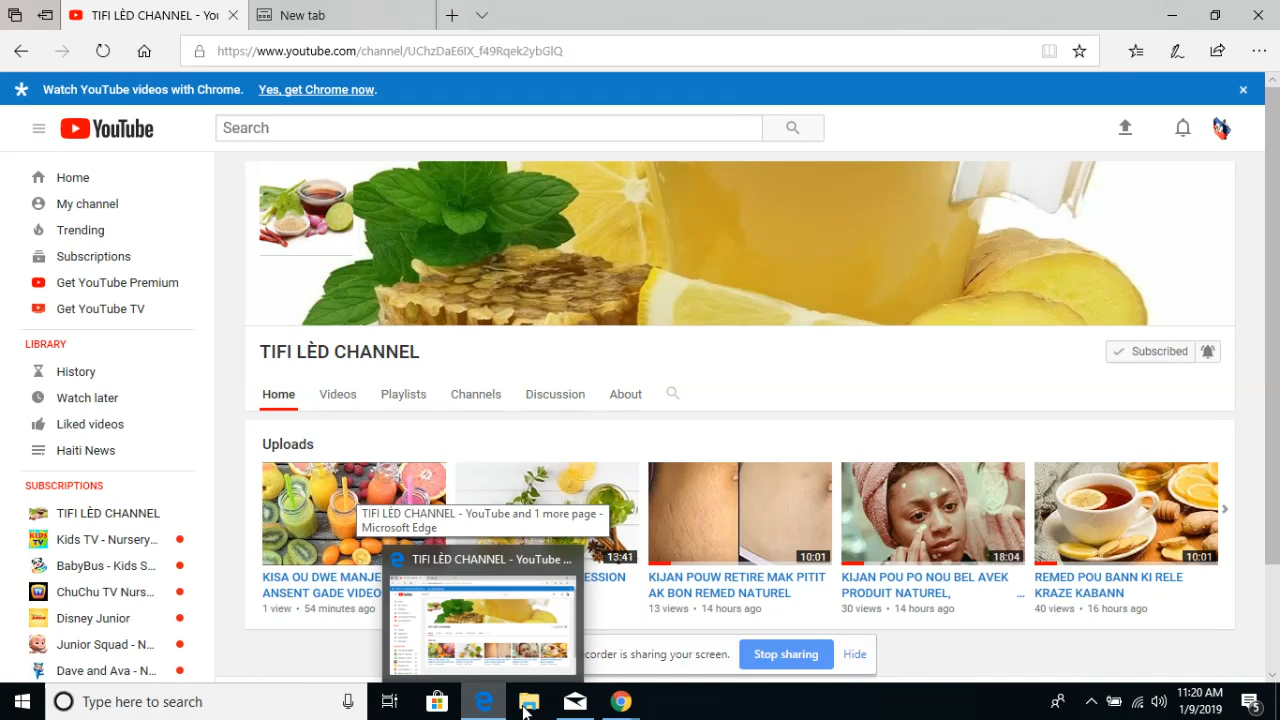 TIFI LÈD CHANNEL - You
New tab
https://www.youtube.com/channel/UChzDaE6IX_f49Rqek2ybGlQ
Watch YouTube videos with Chrome. Yes, get Chrome now.
YouTube
Search
Home
My channel
Trending
Subscriptions
Get YouTube Premium
Get YouTube TV
LIBRARY
History
Watch later
Liked videos
Haiti News
SUBSCRIPTIONS
TIFI LÈD CHANNEL
Kids TV - Nursery...
BabyBus - Kids S...
ChuChu TV Nurs...
Disney Junior
Junior Squad - N...
Dave and Ava - N...
TIFI LÈD CHANNEL
Subscribed
Home Videos Playlists Channels Discussion About
Uploads
TIFI LÈD CHANNEL - YouTube and 1 more page -
Microsoft Edge
13:41
10:01
18:04
10:01
KISA OU DWE MANJE
ANSENT GADE VIDEO
1 view • 54 minutes ago
ESSION
KIJAN POUW RETIRE MAK PITIT
AK BON REMED NATUREL
13 views • 14 hours ago
KIJAN POU PO NOU BEL AVEK
PRODUIT NATUREL, ...
30 views • 14 hours ago
REMED POU BANN KI RELE
KRAZE KABANN
40 views • 16 hours ago
TIFI LÈD CHANNEL - YouTube ...
corder is sharing your screen. Stop sharing Hide
Type here to search
11:20 AM
1/9/2019
5